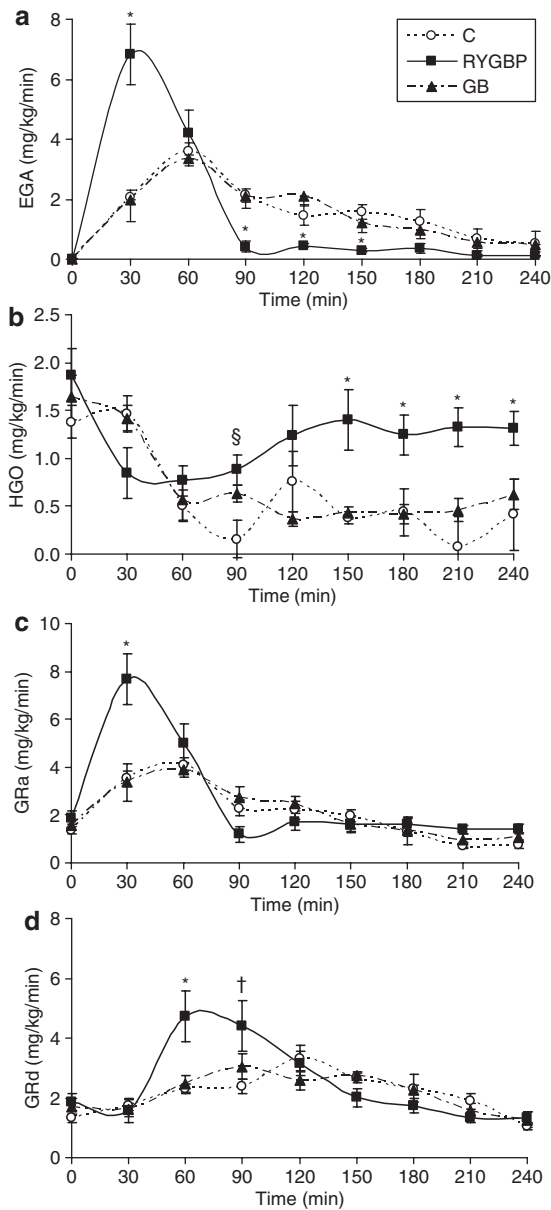 a
C
RYGBP
GB
EGA (mg/kg/min)
8
6
4
2
0
*
* * *
0 30 60 90 120 150 180 210 240
Time (min)
b
HGO (mg/kg/min)
2.5
2.0
1.5
1.0
0.5
0.0
§ * * * *
0 30 60 90 120 150 180 210 240
Time (min)
c
GRa (mg/kg/min)
10
8
6
4
2
0
*
0 30 60 90 120 150 180 210 240
Time (min)
d
GRd (mg/kg/min)
8
6
4
2
0
* †
0 30 60 90 120 150 180 210 240
Time (min)